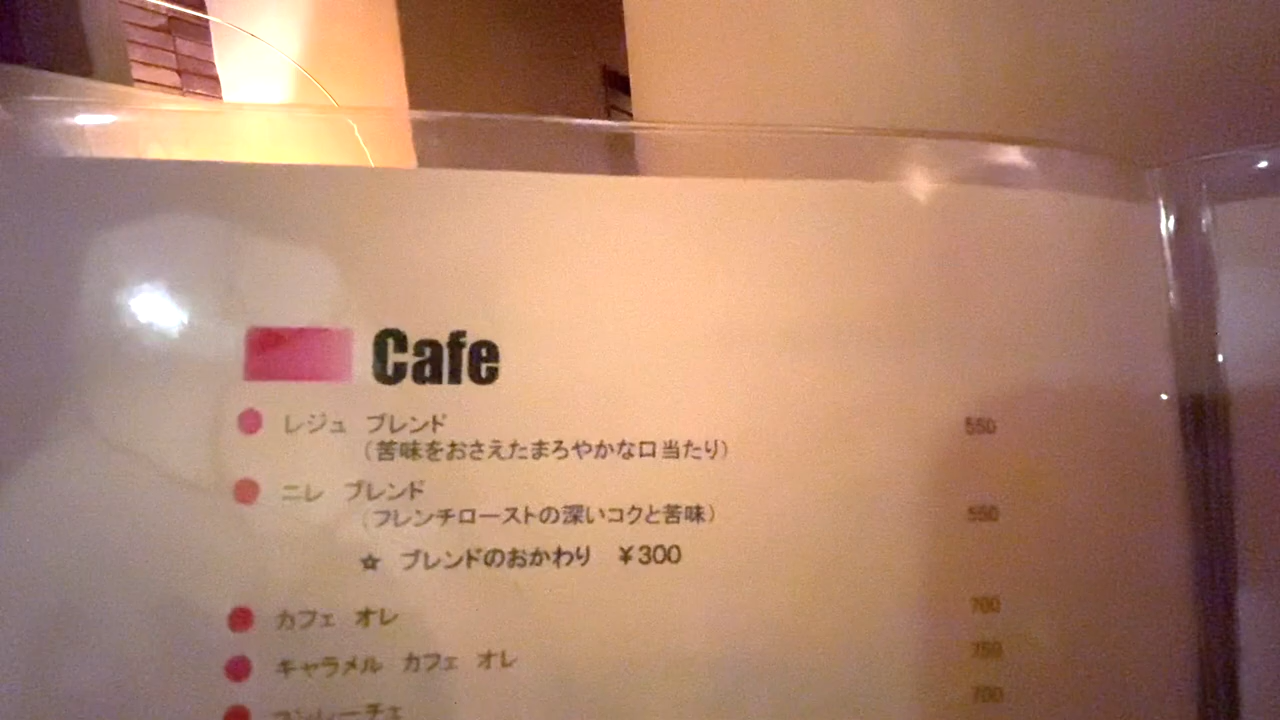 Cafe
レジュ ブレンド 550
(苦味をおさえたまろやかな口当たり)
ニレ ブレンド
(フレンチローストの深いコクと苦味) 550
☆ ブレンドのおかわり ¥300
カフェ オレ 700
キャラメル カフェ オレ 750
700